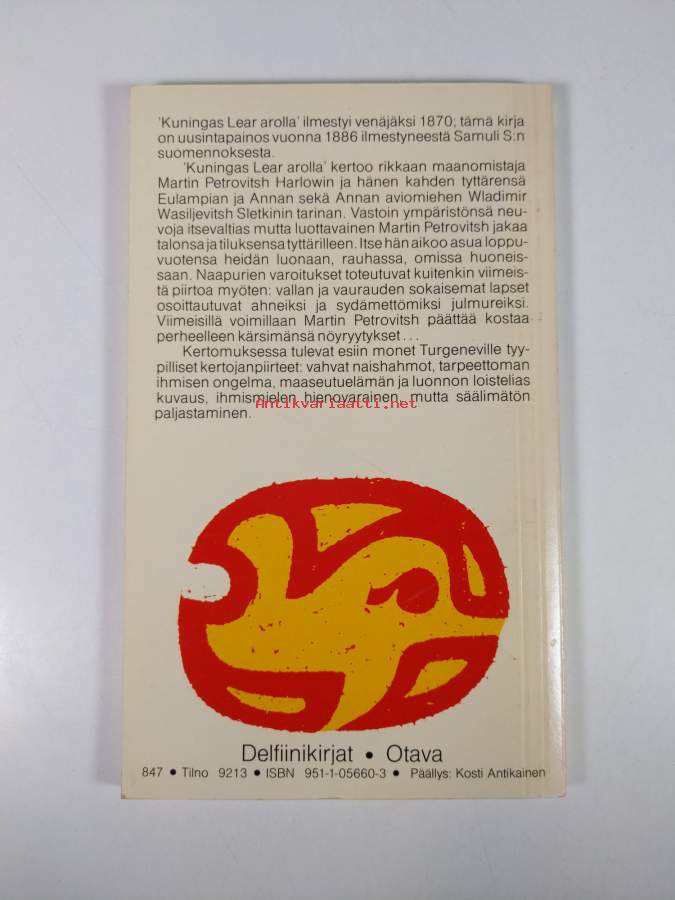 'Kuningas Lear arolla' ilmestyi venäjäksi 1870; tämä kirja
on uusintapainos vuonna 1886 ilmestyneestä Samuli S:n
suomennoksesta.
'Kuningas Lear arolla' kertoo rikkaan maanomistaja
Martin Petrovitsh Harlowin ja hänen kahden tyttärensä
Eulampian ja Annan sekä Annan aviomiehen Wladimir
Wasiljevitsh Sletkinin tarinan. Vastoin ympäristönsä neu-
voja itsevaltias mutta luottavainen Martin Petrovitsh jakaa
talonsa ja tiluksensa tyttärilleen. Itse hän aikoo asua loppu-
vuotensa heidän luonaan, rauhassa, omissa huoneis-
saan. Naapurien varoitukset toteutuvat kuitenkin viimeis-
tä piirtoa myöten: vallan ja vaurauden sokaisemat lapset
osoittautuvat ahneiksi ja sydämettömiksi julmureiksi.
Viimeisillä voimillaan Martin Petrovitsh päättää kostaa
perheelleen kärsimänsä nöyryytykset . . .
Kertomuksessa tulevat esiin monet Turgeneville tyy-
pilliset kertojanpiirteet: vahvat naishahmot, tarpeettoman
ihmisen ongelma, maaseutuelämän ja luonnon loistelias
kuvaus, ihmismielen hienovarainen, mutta säälimätön
Antikvariaatti.net
paljastaminen.
Delfiinikirjat • Otava
847 • Tilno 9213 • ISBN 951-1-05660-3 • Päällys: Kosti Antikainen